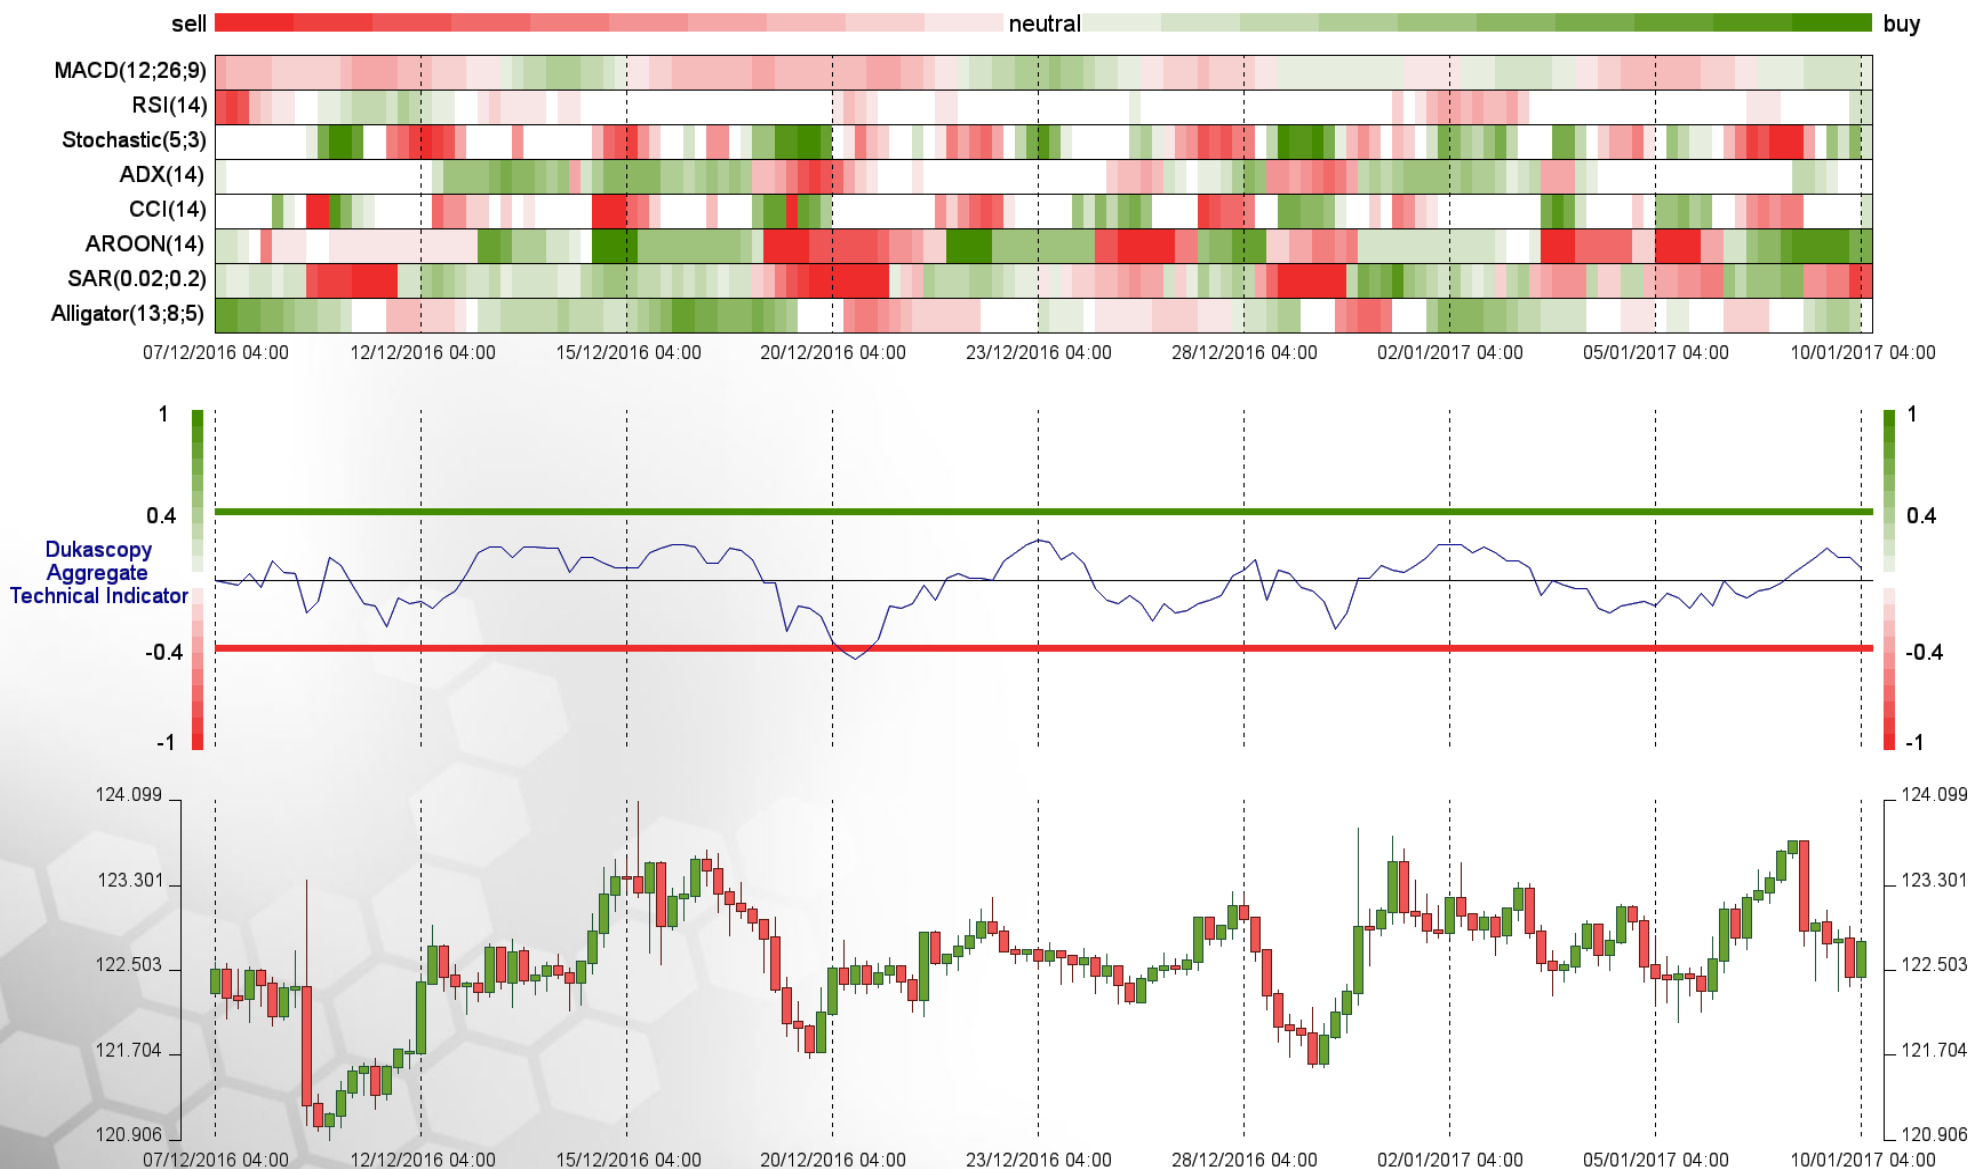 sell neutral buy
MACD(12;26;9)
RSI(14)
Stochastic(5;3)
ADX(14)
CCI(14)
AROON(14)
SAR(0.02;0.2)
Alligator(13;8;5)
07/12/2016 04:00 12/12/2016 04:00 15/12/2016 04:00 20/12/2016 04:00 23/12/2016 04:00 28/12/2016 04:00 02/01/2017 04:00 05/01/2017 04:00 10/01/2017 04:00
1 1
0.4 0.4
Dukascopy
Aggregate
Technical Indicator
-0.4 -0.4
-1 -1
124.099 124.099
123.301 123.301
122.503 122.503
121.704 121.704
120.906 120.906
07/12/2016 04:00 12/12/2016 04:00 15/12/2016 04:00 20/12/2016 04:00 23/12/2016 04:00 28/12/2016 04:00 02/01/2017 04:00 05/01/2017 04:00 10/01/2017 04:00